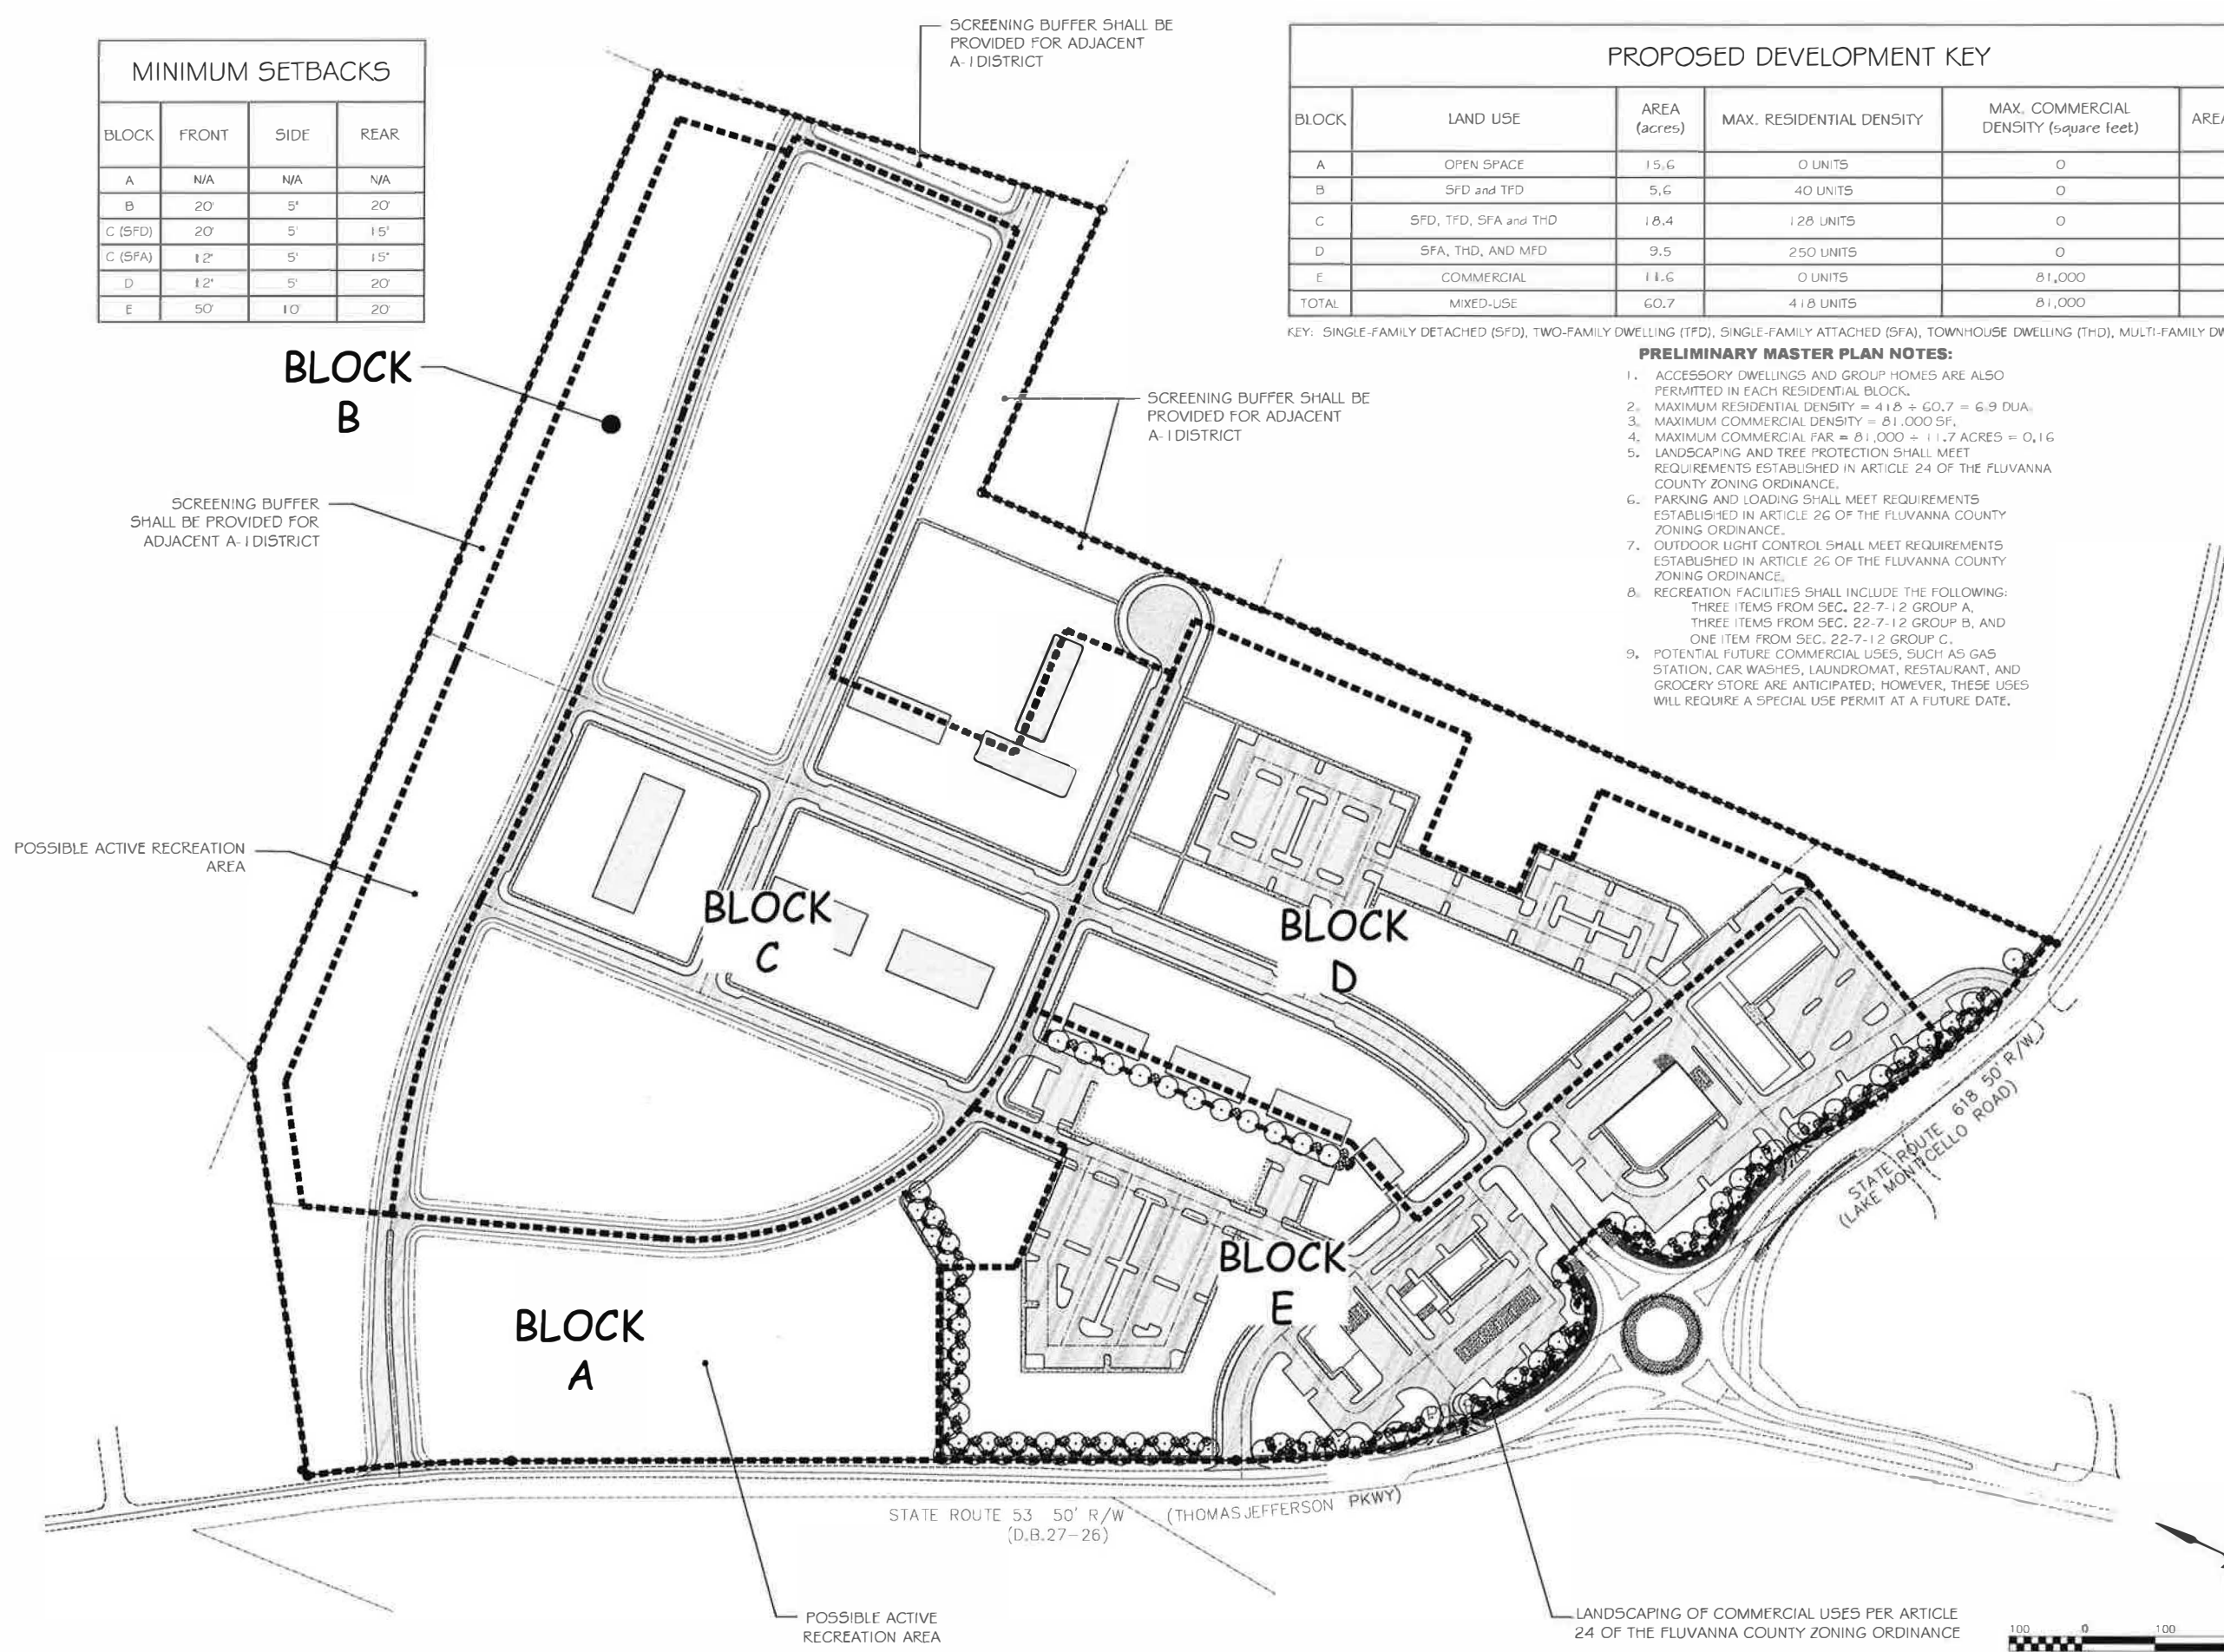 SCREENING BUFFER SHALL BE
PROVIDED FOR ADJACENT
A-1 DISTRICT
MINIMUM SETBACKS
BLOCK FRONT SIDE REAR
A N/A N/A N/A
B 20' 5' 20'
C (SFD) 20' 5' 15'
C (SFA) 12' 5' 15'
D 12' 5' 20'
E 50' 10' 20'
PROPOSED DEVELOPMENT KEY
BLOCK LAND USE AREA (acres) MAX. RESIDENTIAL DENSITY MAX. COMMERCIAL DENSITY (square feet) AREA
A OPEN SPACE 15.6 0 UNITS 0
B SFD and TFD 5.6 40 UNITS 0
C SFD, TFD, SFA and THD 18.4 128 UNITS 0
D SFA, THD, AND MFD 9.5 250 UNITS 0
E COMMERCIAL 11.6 0 UNITS 81,000
TOTAL MIXED-USE 60.7 418 UNITS 81,000
KEY: SINGLE-FAMILY DETACHED (SFD), TWO-FAMILY DWELLING (TFD), SINGLE-FAMILY ATTACHED (SFA), TOWNHOUSE DWELLING (THD), MULTI-FAMILY DW
PRELIMINARY MASTER PLAN NOTES:
1. ACCESSORY DWELLINGS AND GROUP HOMES ARE ALSO
PERMITTED IN EACH RESIDENTIAL BLOCK.
2. MAXIMUM RESIDENTIAL DENSITY = 418 ÷ 60.7 = 6.9 DUA.
3. MAXIMUM COMMERCIAL DENSITY = 81,000 SF.
4. MAXIMUM COMMERCIAL FAR = 81,000 ÷ 11.7 ACRES = 0.16
5. LANDSCAPING AND TREE PROTECTION SHALL MEET
REQUIREMENTS ESTABLISHED IN ARTICLE 24 OF THE FLUVANNA
COUNTY ZONING ORDINANCE.
6. PARKING AND LOADING SHALL MEET REQUIREMENTS
ESTABLISHED IN ARTICLE 26 OF THE FLUVANNA COUNTY
ZONING ORDINANCE.
7. OUTDOOR LIGHT CONTROL SHALL MEET REQUIREMENTS
ESTABLISHED IN ARTICLE 26 OF THE FLUVANNA COUNTY
ZONING ORDINANCE.
8. RECREATION FACILITIES SHALL INCLUDE THE FOLLOWING:
THREE ITEMS FROM SEC. 22-7-12 GROUP A,
THREE ITEMS FROM SEC. 22-7-12 GROUP B, AND
ONE ITEM FROM SEC. 22-7-12 GROUP C.
9. POTENTIAL FUTURE COMMERCIAL USES, SUCH AS GAS
STATION, CAR WASHES, LAUNDROMAT, RESTAURANT, AND
GROCERY STORE ARE ANTICIPATED; HOWEVER, THESE USES
WILL REQUIRE A SPECIAL USE PERMIT AT A FUTURE DATE.
BLOCK
B
SCREENING BUFFER SHALL BE
PROVIDED FOR ADJACENT
A-1 DISTRICT
SCREENING BUFFER
SHALL BE PROVIDED FOR
ADJACENT A-1 DISTRICT
POSSIBLE ACTIVE RECREATION
AREA
BLOCK
C
BLOCK
D
BLOCK
E
BLOCK
A
STATE ROUTE 618 50' R/W
(LAKE MONTICELLO ROAD)
STATE ROUTE 53 50' R/W (THOMAS JEFFERSON PKWY)
(D.B.27-26)
POSSIBLE ACTIVE
RECREATION AREA
LANDSCAPING OF COMMERCIAL USES PER ARTICLE
24 OF THE FLUVANNA COUNTY ZONING ORDINANCE
100 0 100